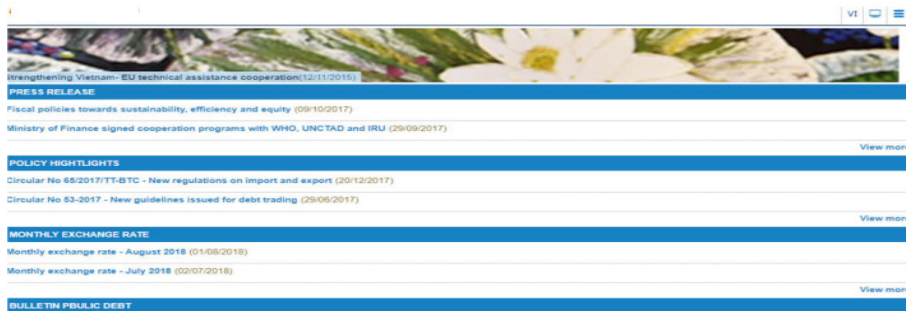 VI
Strengthening Vietnam- EU technical assistance cooperation(12/11/2015)
PRESS RELEASE
Fiscal policies towards sustainability, efficiency and equity (09/10/2017)
Ministry of Finance signed cooperation programs with WHO, UNCTAD and IRU (29/09/2017)
View more
POLICY HIGHTLIGHTS
Circular No 65/2017/TT-BTC - New regulations on import and export (20/12/2017)
Circular No 53-2017 - New guidelines issued for debt trading (29/06/2017)
View more
MONTHLY EXCHANGE RATE
Monthly exchange rate - August 2018 (01/08/2018)
Monthly exchange rate - July 2018 (02/07/2018)
View more
BULLETIN PBULIC DEBT